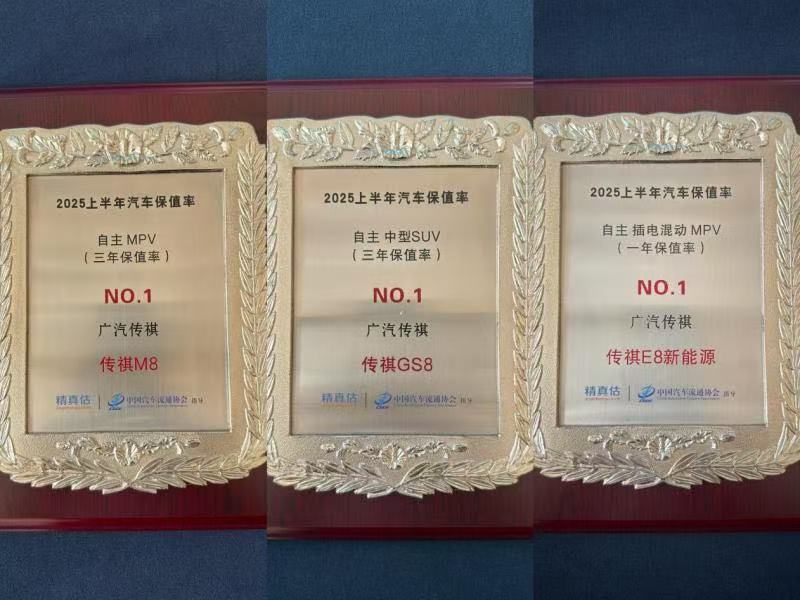 2025上半年汽车保值率
自主 MPV
(三年保值率)
NO.1
广汽传祺
传祺M8
精真估
中国汽车流通协会 指导
2025上半年汽车保值率
自主 中型SUV
(三年保值率)
NO.1
广汽传祺
传祺GS8
精真估
中国汽车流通协会 指导
2025上半年汽车保值率
自主 插电混动 MPV
(一年保值率)
NO.1
广汽传祺
传祺E8新能源
精真估
中国汽车流通协会 指导